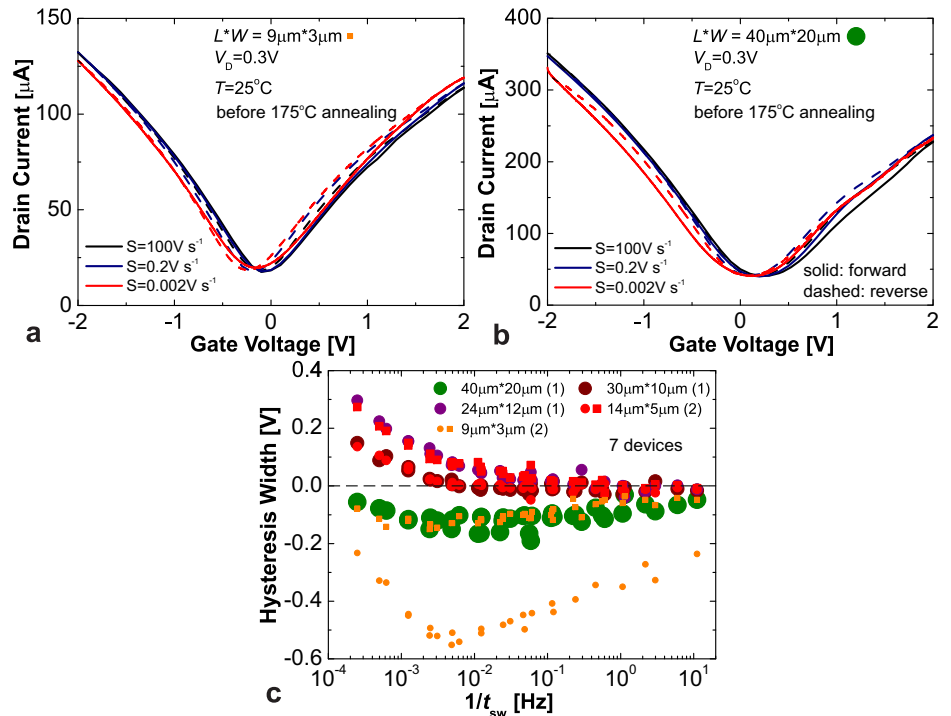 L*W = 9μm*3μm
V_D=0.3V
T=25°C
before 175°C annealing
Drain Current [μA]
150
100
50
0
S=100V s⁻¹
S=0.2V s⁻¹
S=0.002V s⁻¹
-2 -1 0 1 2
Gate Voltage [V]
a
L*W = 40μm*20μm
V_D=0.3V
T=25°C
before 175°C annealing
Drain Current [μA]
400
300
200
100
0
S=100V s⁻¹
S=0.2V s⁻¹
S=0.002V s⁻¹
solid: forward
dashed: reverse
-2 -1 0 1 2
Gate Voltage [V]
b
40μm*20μm (1) 30μm*10μm (1)
24μm*12μm (1) 14μm*5μm (2)
9μm*3μm (2)
7 devices
Hysteresis Width [V]
0.4
0.2
0.0
-0.2
-0.4
-0.6
10⁻⁴ 10⁻³ 10⁻² 10⁻¹ 10⁰ 10¹
1/t_sw [Hz]
c